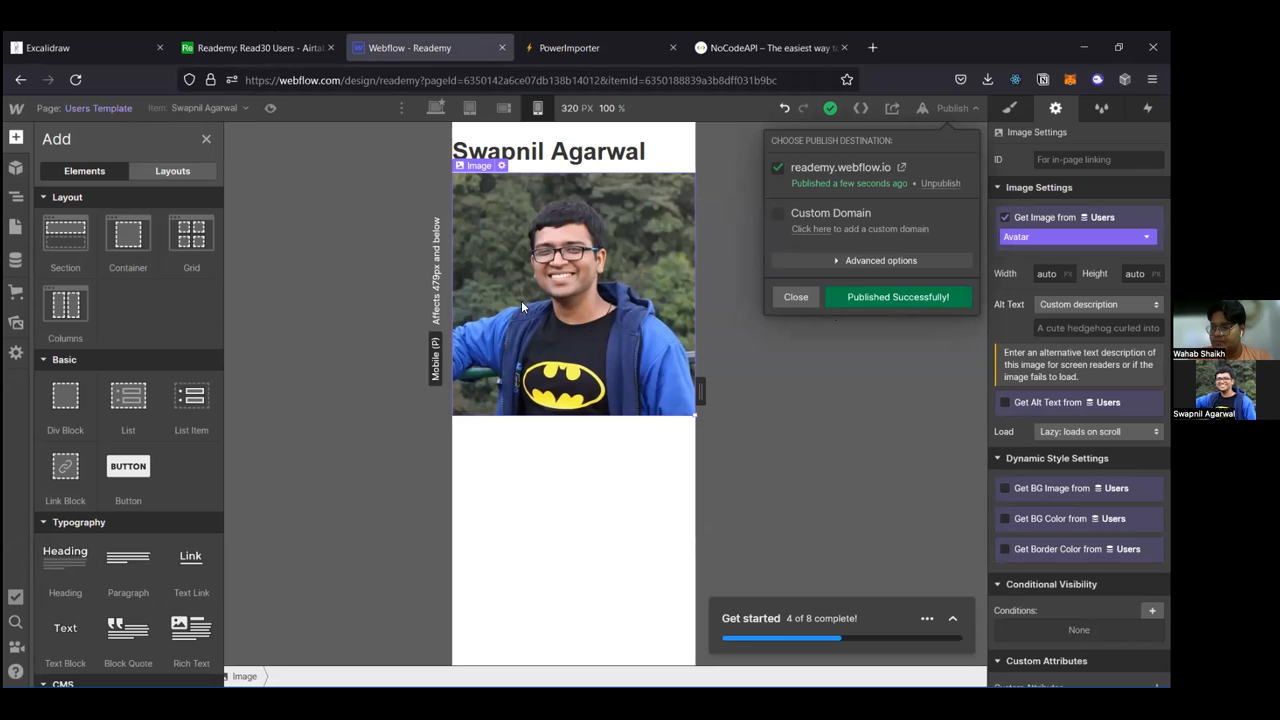 Excalidraw
Reademy: Read30 Users - Airtal
Webflow - Reademy
PowerImporter
NoCodeAPI – The easiest way t
https://webflow.com/design/reademy?pageId=6350142a6ce07db138b14012&itemId=6350188839a3b8dff031b9bc
Page: Users Template
Item: Swapnil Agarwal
320 PX 100 %
Publish
Add
Elements
Layouts
Layout
Section
Container
Grid
Columns
Basic
Div Block
List
List Item
BUTTON
Link Block
Button
Typography
Heading
Link
Heading
Paragraph
Text Link
Text
Text Block
Block Quote
Rich Text
CMS
Swapnil Agarwal
Image
Affects 479px and below
Mobile (P)
CHOOSE PUBLISH DESTINATION:
readymy.webflow.io
Published a few seconds ago • Unpublish
Custom Domain
Click here to add a custom domain
Advanced options
Close
Published Successfully!
Get started 4 of 8 complete!
Image
Image Settings
ID
For in-page linking
Image Settings
Get Image from Users
Avatar
Width auto PX Height auto PX
Alt Text Custom description
A cute hedgehog curled into
Enter an alternative text description of
this image for screen readers or if the
image fails to load.
Get Alt Text from Users
Load Lazy: loads on scroll
Dynamic Style Settings
Get BG Image from Users
Get BG Color from Users
Get Border Color from Users
Conditional Visibility
Conditions:
None
Custom Attributes
Wahab Shaikh
Swapnil Agarwal